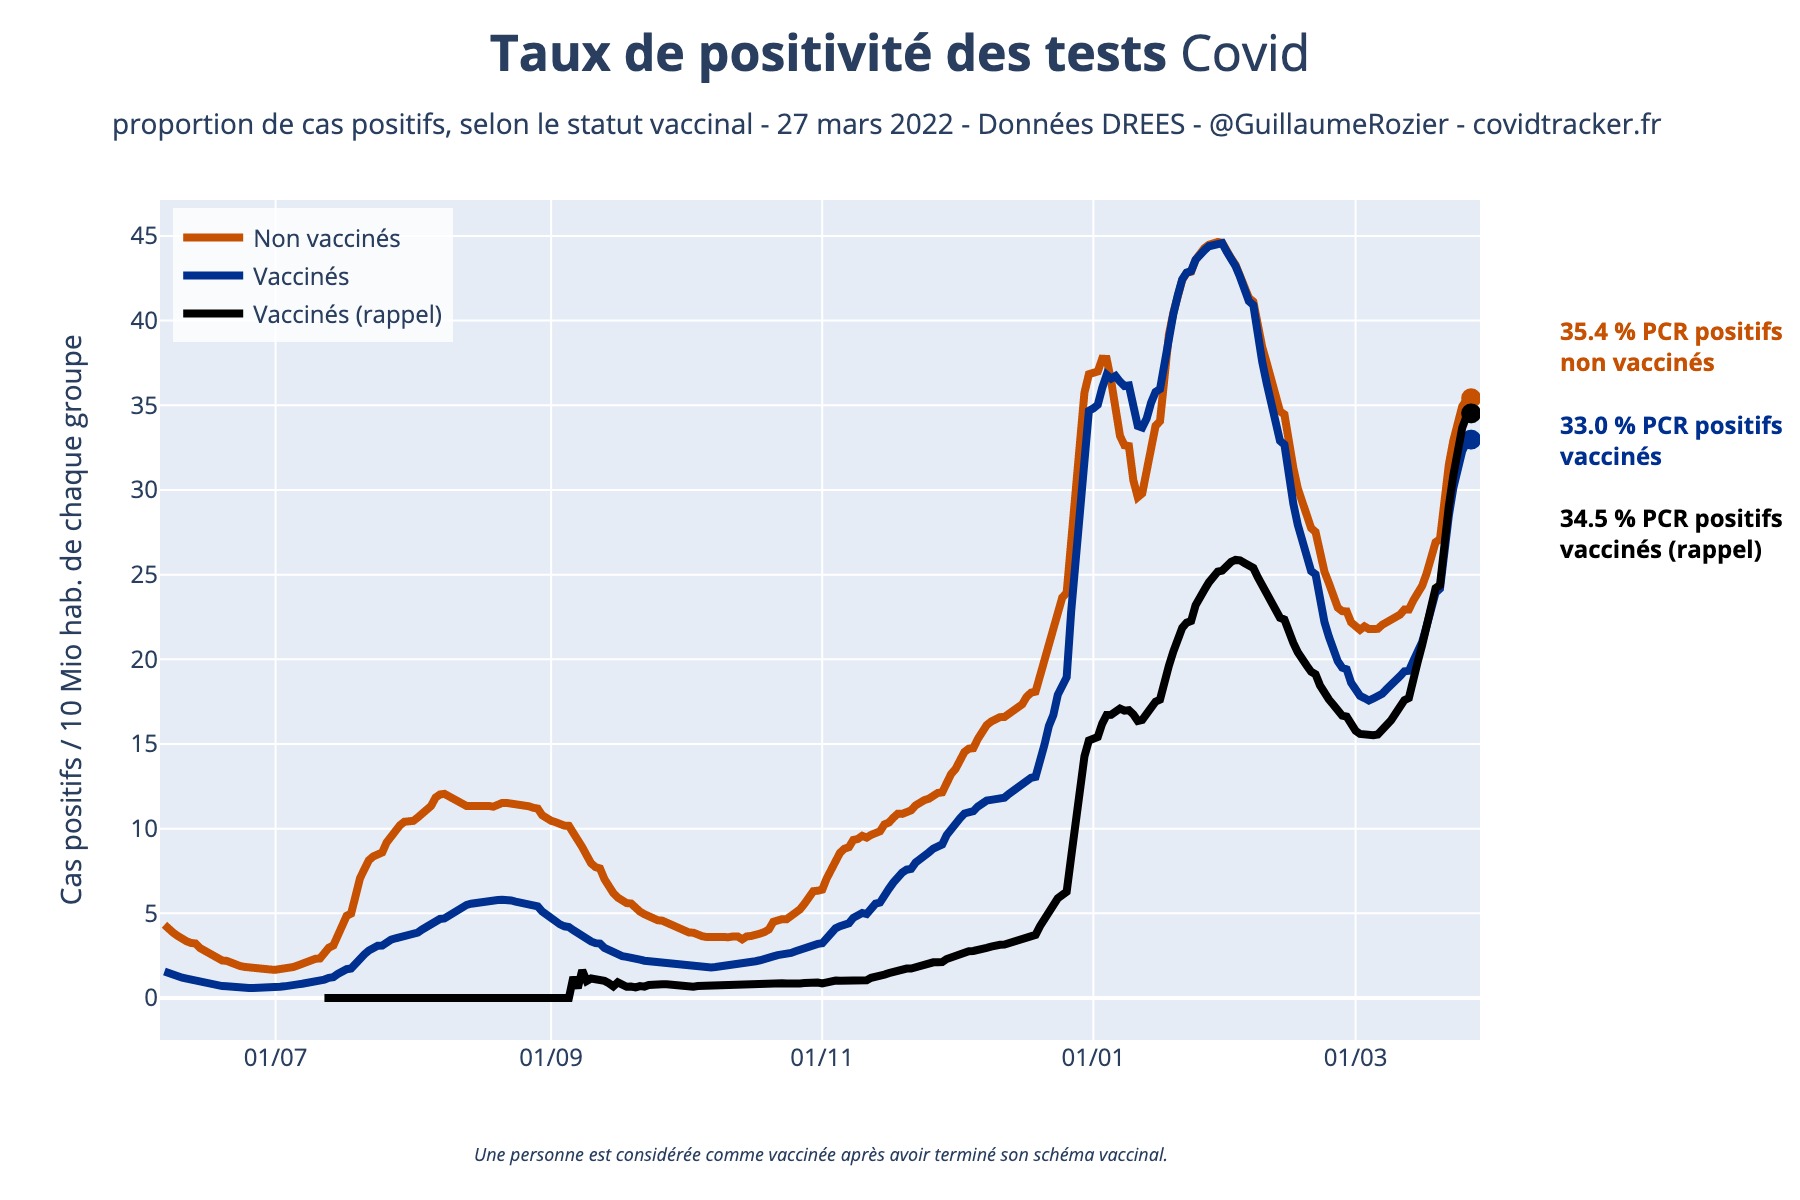 Taux de positivité des tests Covid
proportion de cas positifs, selon le statut vaccinal - 27 mars 2022 - Données DREES - @GuillaumeRozier - covidtracker.fr
Cas positifs / 10 Mio hab. de chaque groupe
45
40
35
30
25
20
15
10
5
0
Non vaccinés
Vaccinés
Vaccinés (rappel)
35.4 % PCR positifs
non vaccinés
33.0 % PCR positifs
vaccinés
34.5 % PCR positifs
vaccinés (rappel)
01/07
01/09
01/11
01/01
01/03
Une personne est considérée comme vaccinée après avoir terminé son schéma vaccinal.